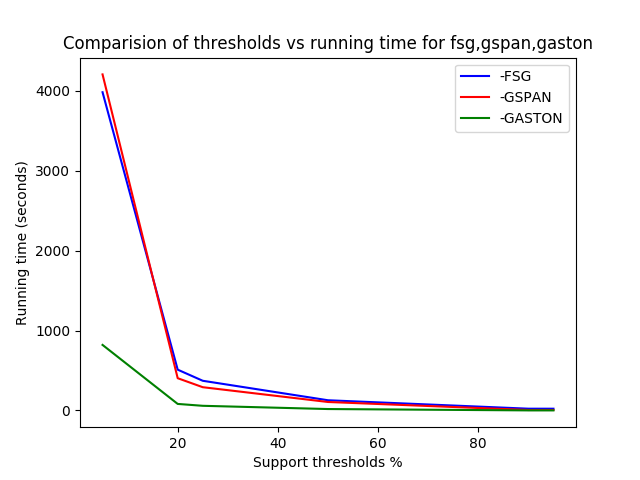 Comparision of thresholds vs running time for fsg,gspan,gaston
-FSG
-GSPAN
-GASTON
4000
3000
2000
1000
0
Running time (seconds)
20 40 60 80
Support thresholds %